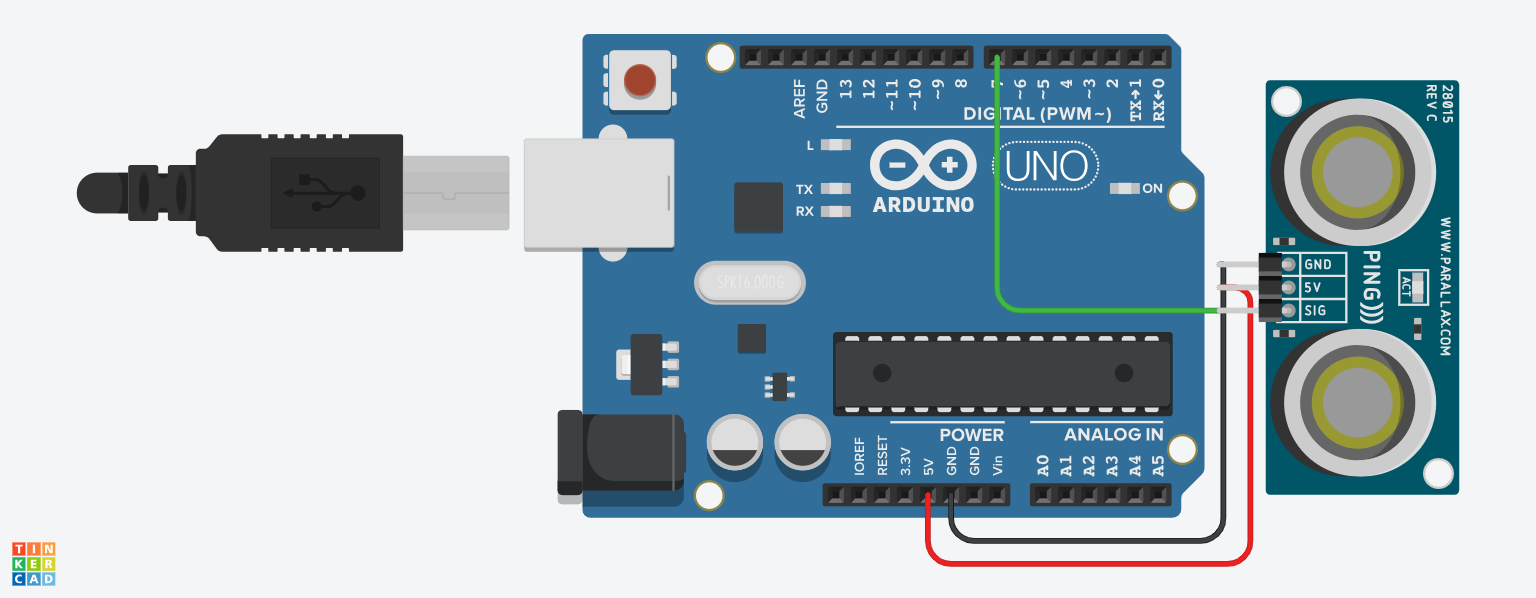 AREF
GND
13
12
~11
~10
~9
8
7
~6
~5
4
~3
2
TX→1
RX←0
DIGITAL (PWM~)
L
TX
RX
UNO
ARDUINO
ON
SPK16.000G
POWER
ANALOG IN
IOREF
RESET
3.3V
5V
GND
GND
Vin
A0
A1
A2
A3
A4
A5
28015
REV C
GND
5V
SIG
PING)))
ACT
WWW.PARALLAX.COM
TIN
KER
CAD